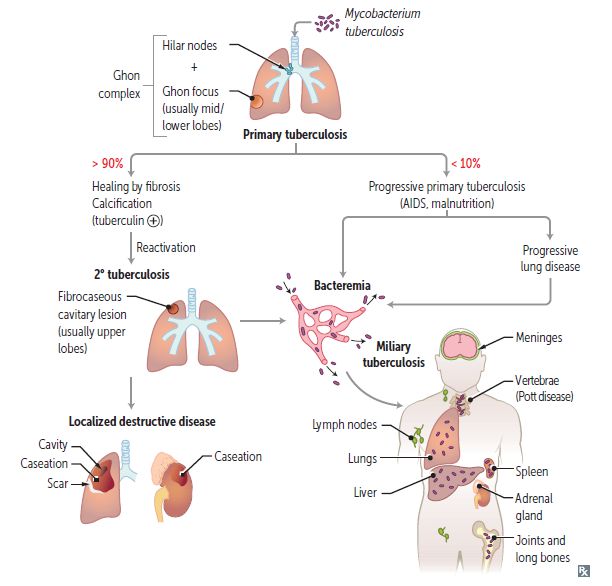 Mycobacterium
tuberculosis
Hilar nodes
+
Ghon
complex
Ghon focus
(usually mid/
lower lobes)
Primary tuberculosis
> 90%
< 10%
Healing by fibrosis
Calcification
(tuberculin ⊕)
Progressive primary tuberculosis
(AIDS, malnutrition)
Reactivation
Progressive
lung disease
2° tuberculosis
Bacteremia
Fibrocaseous
cavitary lesion
(usually upper
lobes)
Miliary
tuberculosis
Meninges
Vertebrae
(Pott disease)
Localized destructive disease
Lymph nodes
Cavity
Caseation
Scar
Caseation
Lungs
Liver
Spleen
Adrenal
gland
Joints and
long bones
Rx